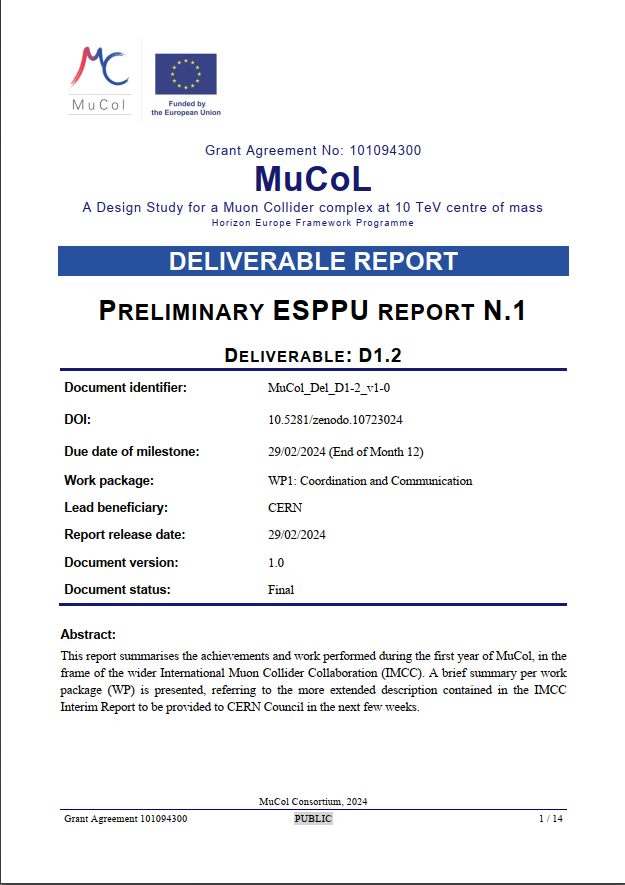 MuCol
Funded by
the European Union
Grant Agreement No: 101094300
MuCoL
A Design Study for a Muon Collider complex at 10 TeV centre of mass
Horizon Europe Framework Programme
DELIVERABLE REPORT
PRELIMINARY ESPPU REPORT N.1
DELIVERABLE: D1.2
Document identifier: MuCol_Del_D1-2_v1-0
DOI: 10.5281/zenodo.10723024
Due date of milestone: 29/02/2024 (End of Month 12)
Work package: WP1: Coordination and Communication
Lead beneficiary: CERN
Report release date: 29/02/2024
Document version: 1.0
Document status: Final
Abstract:
This report summarises the achievements and work performed during the first year of MuCol, in the
frame of the wider International Muon Collider Collaboration (IMCC). A brief summary per work
package (WP) is presented, referring to the more extended description contained in the IMCC
Interim Report to be provided to CERN Council in the next few weeks.
MuCol Consortium, 2024
Grant Agreement 101094300 PUBLIC 1 / 14